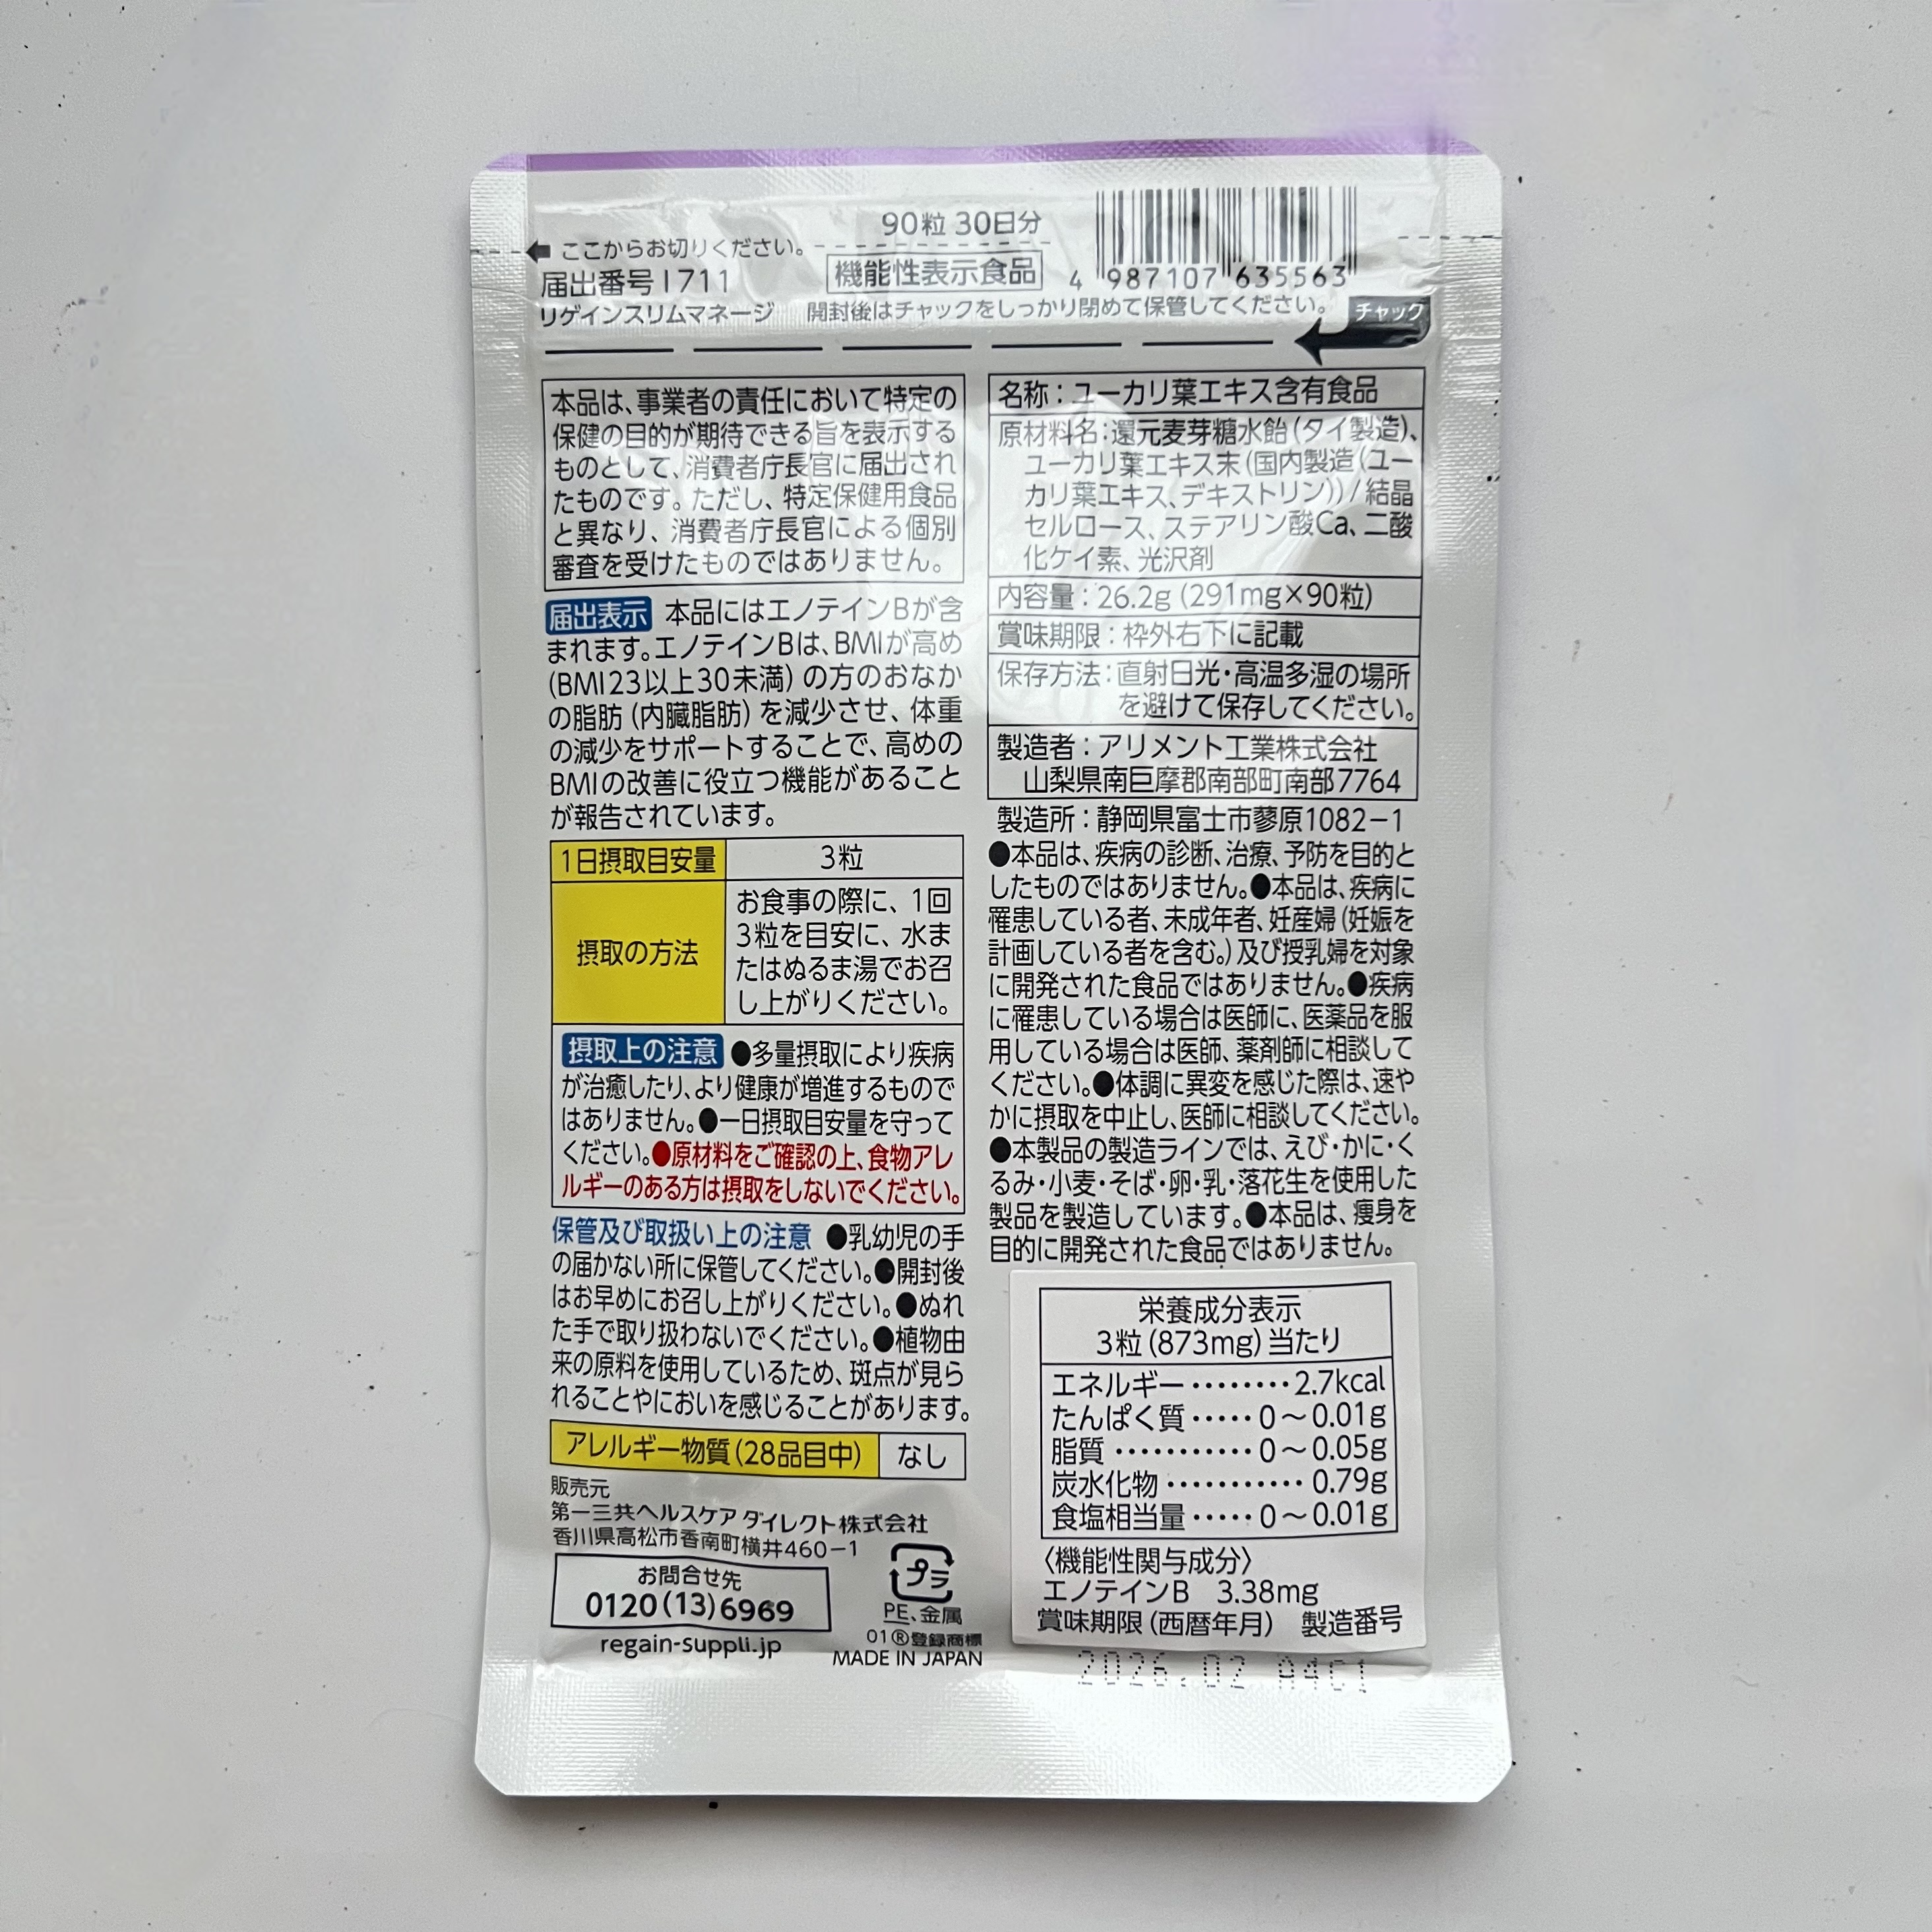 90粒 30日分
ここからお切りください。
届出番号I711
機能性表示食品
4 987107 635563
リゲインスリムマネージ
開封後はチャックをしっかり閉めて保管してください。
チャック
本品は、事業者の責任において特定の
保健の目的が期待できる旨を表示する
ものとして、消費者庁長官に届出され
たものです。ただし、特定保健用食品
と異なり、消費者庁長官による個別
審査を受けたものではありません。
届出表示 本品にはエノテインBが含
まれます。エノテインBは、BMIが高め
(BMI23以上30未満)の方のおなか
の脂肪(内臓脂肪)を減少させ、体重
の減少をサポートすることで、高めの
BMIの改善に役立つ機能があること
が報告されています。
1日摂取目安量 3粒
摂取の方法
お食事の際に、1回
3粒を目安に、水ま
たはぬるま湯でお召
し上がりください。
摂取上の注意 ●多量摂取により疾病
が治癒したり、より健康が増進するもので
はありません。●一日摂取目安量を守って
ください。●原材料をご確認の上、食物アレ
ルギーのある方は摂取をしないでください。
保管及び取扱い上の注意 ●乳幼児の手
の届かない所に保管してください。●開封後
はお早めにお召し上がりください。●ぬれ
た手で取り扱わないでください。●植物由
来の原料を使用しているため、斑点が見ら
れることやにおいを感じることがあります。
アレルギー物質(28品目中) なし
販売元
第一三共ヘルスケア ダイレクト株式会社
香川県高松市香南町横井460−1
お問合せ先
0120(13)6969
regain-suppli.jp
プラ
PE、金属
01®登録商標
MADE IN JAPAN
名称：ユーカリ葉エキス含有食品
原材料名：還元麦芽糖水飴(タイ製造)、
ユーカリ葉エキス末(国内製造(ユー
カリ葉エキス、デキストリン))/結晶
セルロース、ステアリン酸Ca、二酸
化ケイ素、光沢剤
内容量：26.2g(291mg×90粒)
賞味期限：枠外右下に記載
保存方法：直射日光・高温多湿の場所
を避けて保存してください。
製造者：アリメント工業株式会社
山梨県南巨摩郡南部町南部7764
製造所：静岡県富士市蓼原1082−1
●本品は、疾病の診断、治療、予防を目的と
したものではありません。●本品は、疾病に
罹患している者、未成年者、妊産婦(妊娠を
計画している者を含む。)及び授乳婦を対象
に開発された食品ではありません。●疾病
に罹患している場合は医師に、医薬品を服
用している場合は医師、薬剤師に相談して
ください。●体調に異変を感じた際は、速や
かに摂取を中止し、医師に相談してください。
●本製品の製造ラインでは、えび・かに・く
るみ・小麦・そば・卵・乳・落花生を使用した
製品を製造しています。●本品は、痩身を
目的に開発された食品ではありません。
栄養成分表示
3粒(873mg)当たり
エネルギー‥‥‥‥2.7kcal
たんぱく質‥‥‥0〜0.01g
脂質‥‥‥‥‥‥0〜0.05g
炭水化物‥‥‥‥‥0.79g
食塩相当量‥‥‥0〜0.01g
〈機能性関与成分〉
エノテインB 3.38mg
賞味期限(西暦年月) 製造番号
2026.02 A4C1